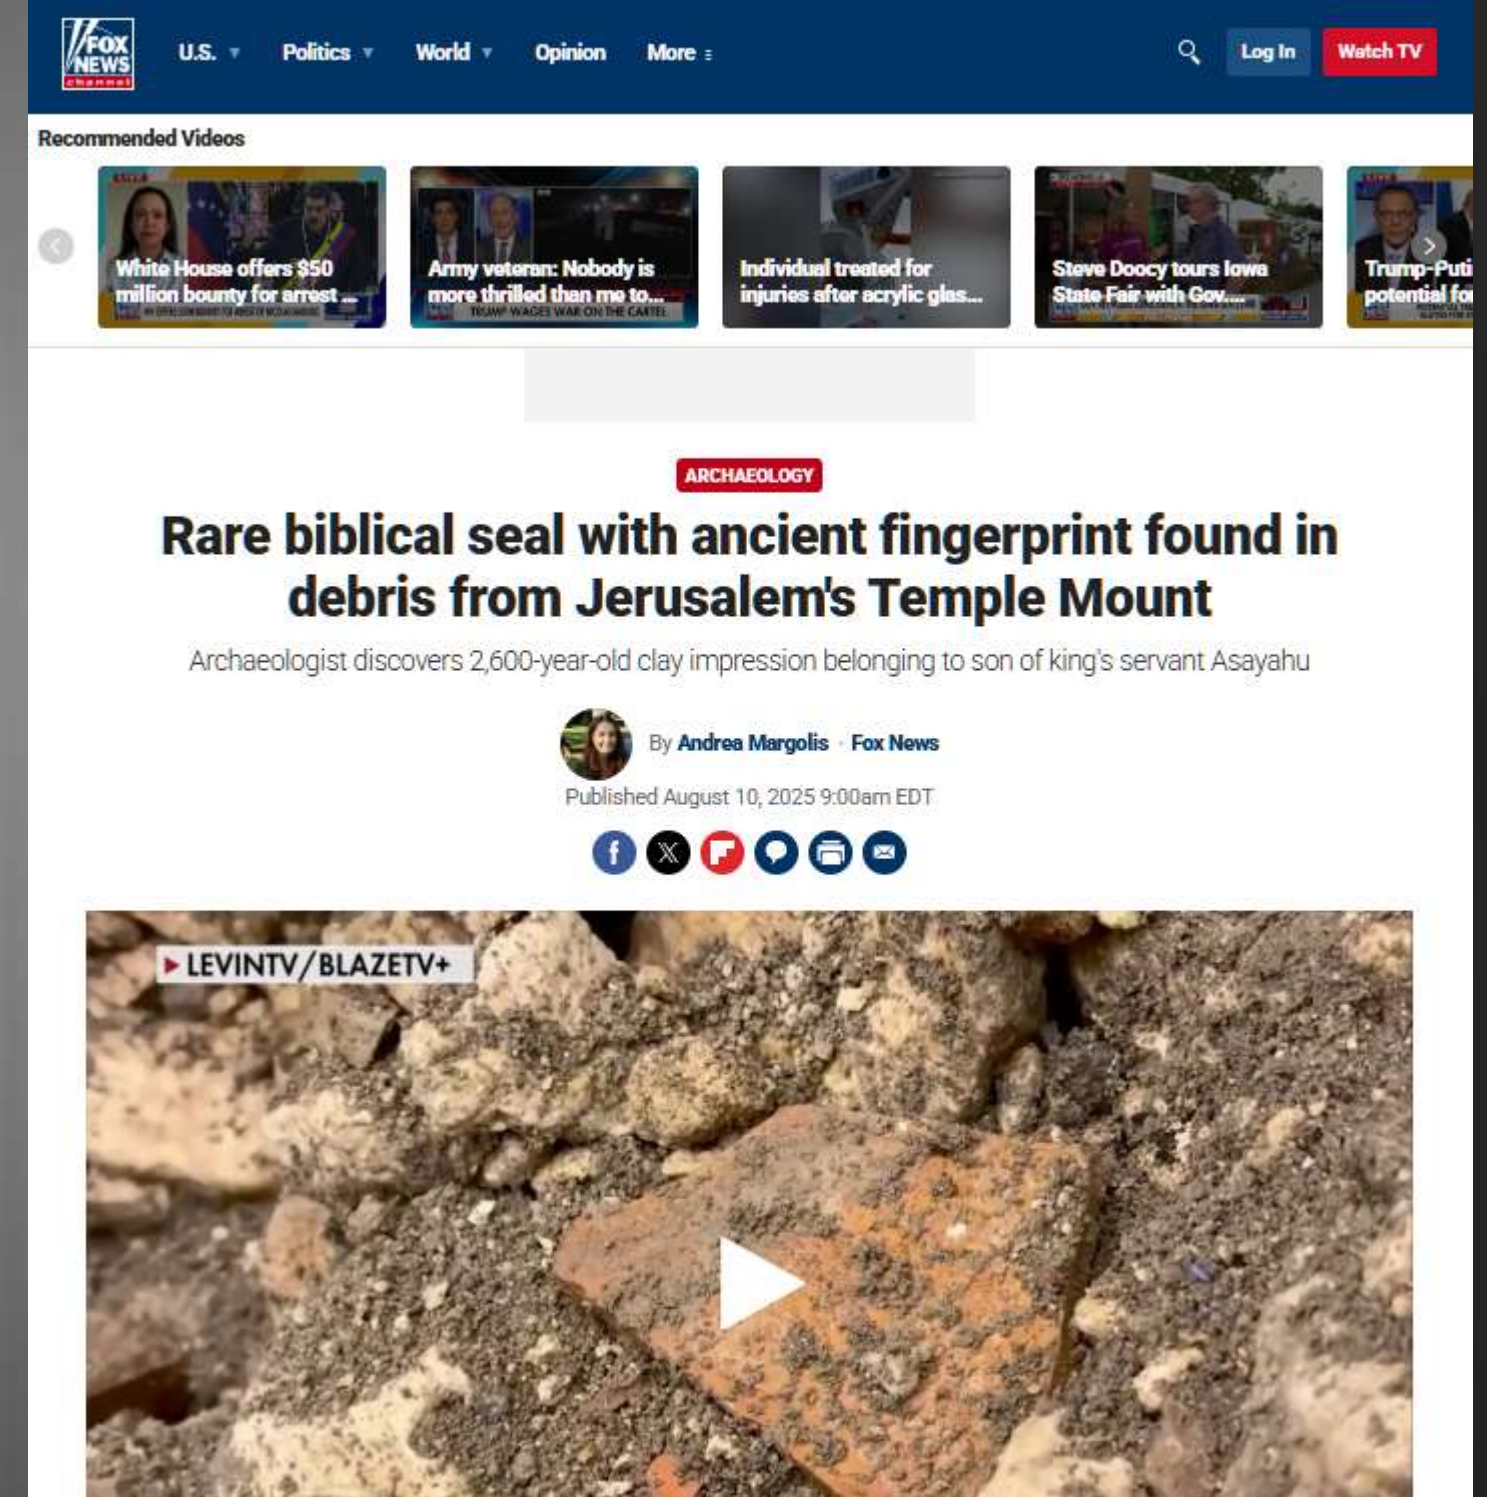 FOX
NEWS
channel
U.S.
Politics
World
Opinion
More
Log In
Watch TV
Recommended Videos
White House offers $50
million bounty for arrest ...
Army veteran: Nobody is
more thrilled than me to...
TRUMP WAGES WAR ON THE CARTEL
Individual treated for
injuries after acrylic glas...
Steve Doocy tours Iowa
State Fair with Gov....
Trump-Puti
potential fo
ARCHAEOLOGY
Rare biblical seal with ancient fingerprint found in
debris from Jerusalem's Temple Mount
Archaeologist discovers 2,600-year-old clay impression belonging to son of king's servant Asayahu
By Andrea Margolis · Fox News
Published August 10, 2025 9:00am EDT
LEVINTV/BLAZETV+